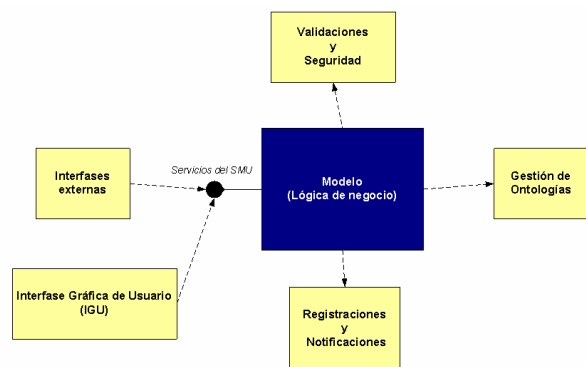 Validaciones
y
Seguridad
Servicios del SMU
Interfases
externas
Modelo
(Lógica de negocio)
Gestión de
Ontologías
Interfase Gráfica de Usuario
(IGU)
Registraciones
y
Notificaciones